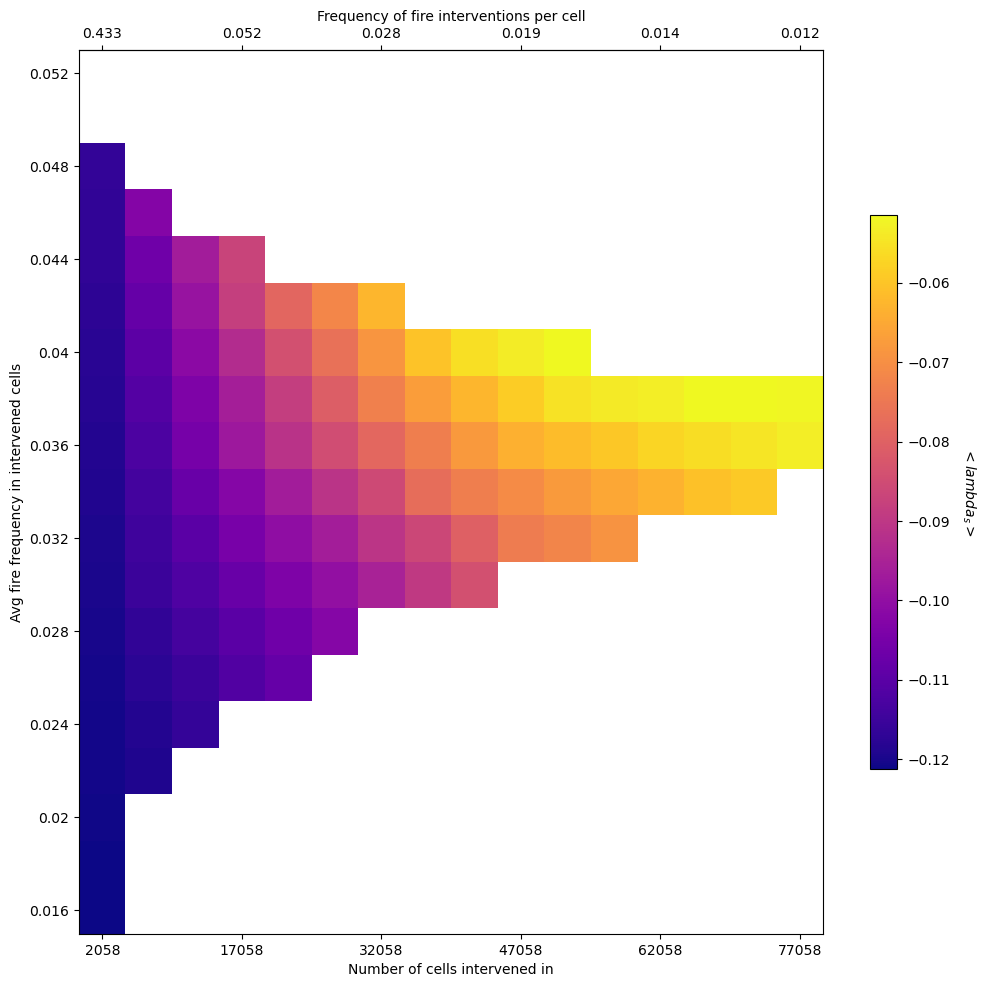 Frequency of fire interventions per cell
0.433 0.052 0.028 0.019 0.014 0.012
0.052
0.048
0.044
0.04
0.036
0.032
0.028
0.024
0.02
0.016
Avg fire frequency in intervened cells
2058 17058 32058 47058 62058 77058
Number of cells intervened in
−0.06
−0.07
−0.08
−0.09
−0.10
−0.11
−0.12
< lambda_s >